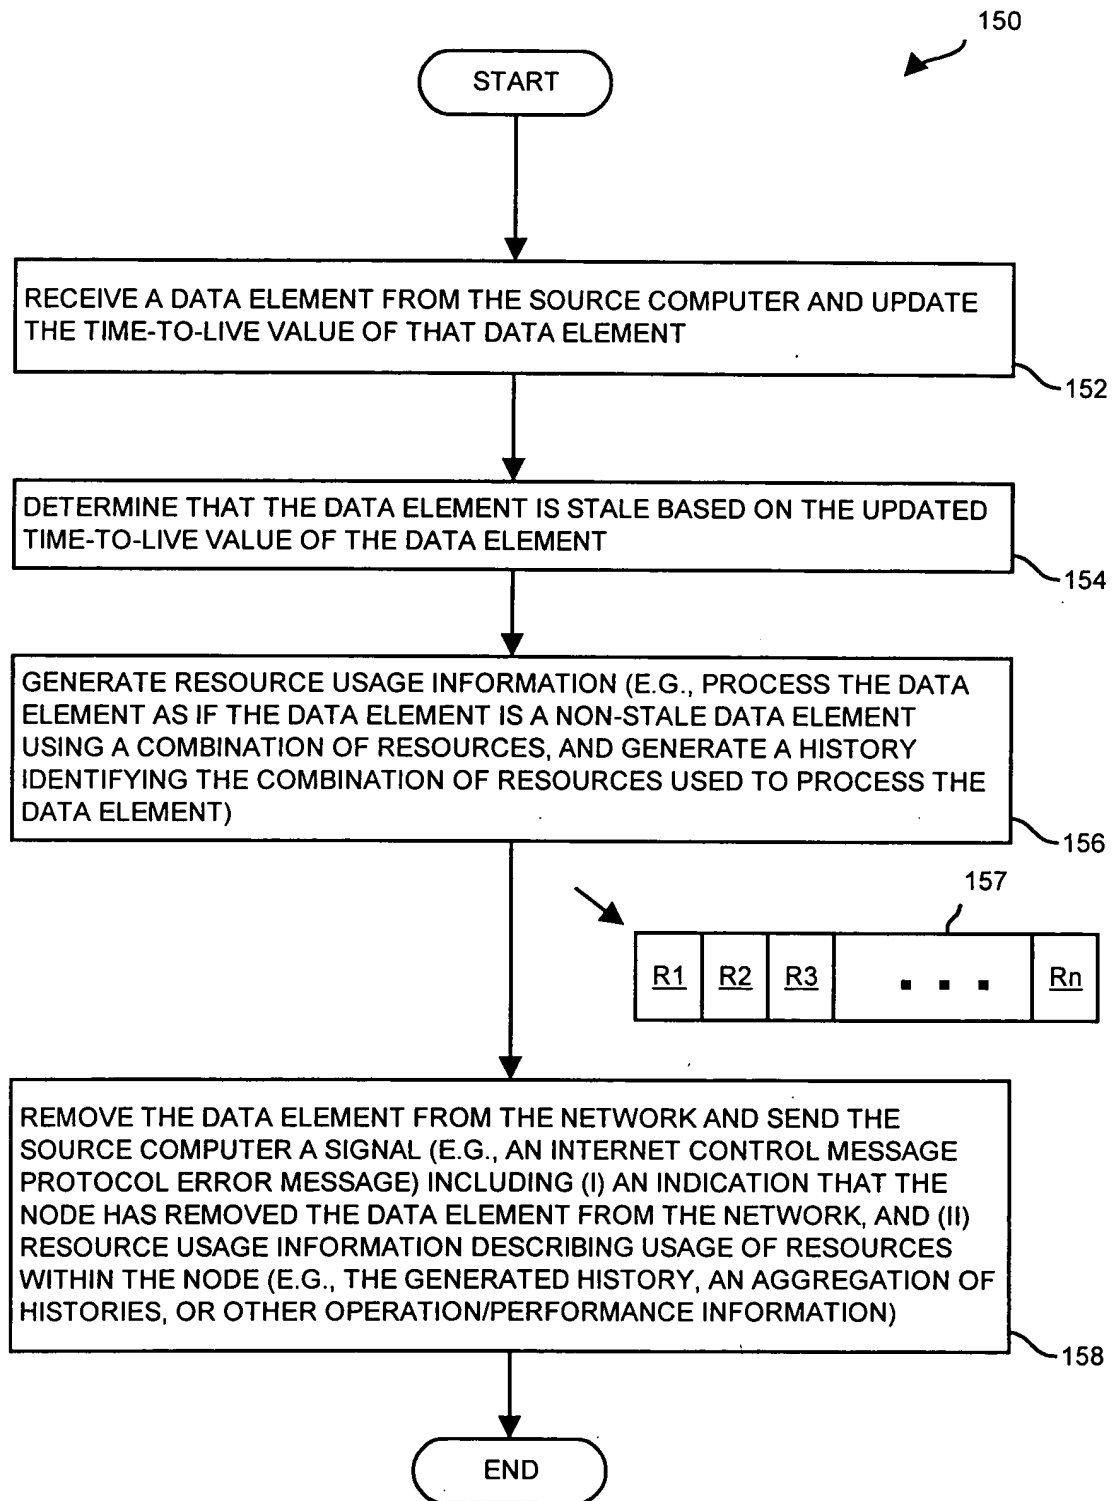 150
START
RECEIVE A DATA ELEMENT FROM THE SOURCE COMPUTER AND UPDATE
THE TIME-TO-LIVE VALUE OF THAT DATA ELEMENT
152
DETERMINE THAT THE DATA ELEMENT IS STALE BASED ON THE UPDATED
TIME-TO-LIVE VALUE OF THE DATA ELEMENT
154
GENERATE RESOURCE USAGE INFORMATION (E.G., PROCESS THE DATA
ELEMENT AS IF THE DATA ELEMENT IS A NON-STALE DATA ELEMENT
USING A COMBINATION OF RESOURCES, AND GENERATE A HISTORY
IDENTIFYING THE COMBINATION OF RESOURCES USED TO PROCESS THE
DATA ELEMENT)
156
157
R1 R2 R3 . . . Rn
REMOVE THE DATA ELEMENT FROM THE NETWORK AND SEND THE
SOURCE COMPUTER A SIGNAL (E.G., AN INTERNET CONTROL MESSAGE
PROTOCOL ERROR MESSAGE) INCLUDING (I) AN INDICATION THAT THE
NODE HAS REMOVED THE DATA ELEMENT FROM THE NETWORK, AND (II)
RESOURCE USAGE INFORMATION DESCRIBING USAGE OF RESOURCES
WITHIN THE NODE (E.G., THE GENERATED HISTORY, AN AGGREGATION OF
HISTORIES, OR OTHER OPERATION/PERFORMANCE INFORMATION)
158
END